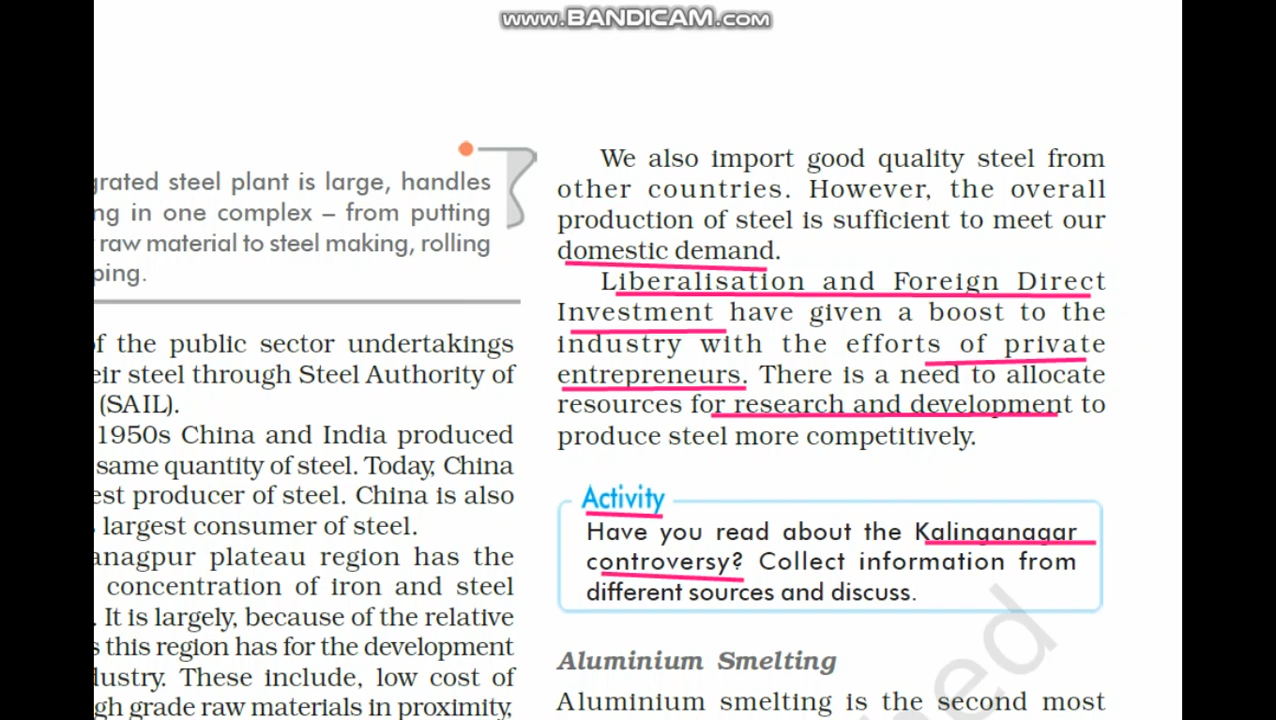 www.BANDICAM.com
grated steel plant is large, handles
ng in one complex – from putting
raw material to steel making, rolling
ping.
of the public sector undertakings
eir steel through Steel Authority of
(SAIL).
1950s China and India produced
same quantity of steel. Today, China
est producer of steel. China is also
largest consumer of steel.
anagpur plateau region has the
concentration of iron and steel
. It is largely, because of the relative
s this region has for the development
dustry. These include, low cost of
gh grade raw materials in proximity,
We also import good quality steel from
other countries. However, the overall
production of steel is sufficient to meet our
domestic demand.
Liberalisation and Foreign Direct
Investment have given a boost to the
industry with the efforts of private
entrepreneurs. There is a need to allocate
resources for research and development to
produce steel more competitively.
Activity
Have you read about the Kalinganagar
controversy? Collect information from
different sources and discuss.
Aluminium Smelting
Aluminium smelting is the second most